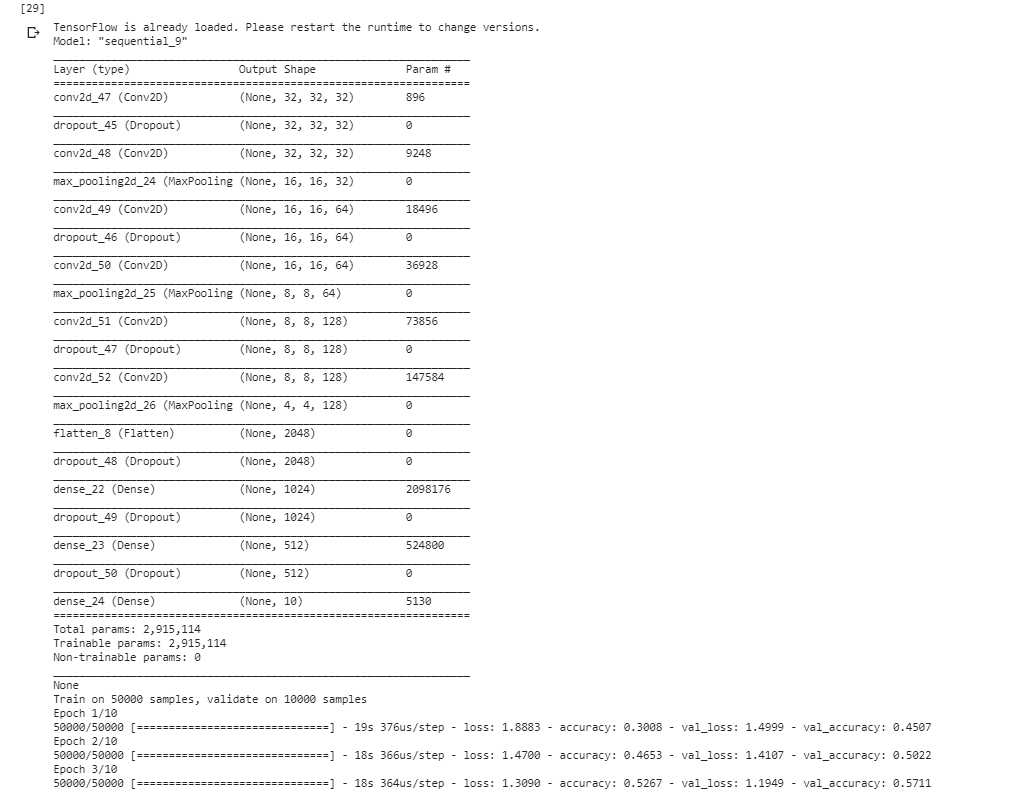 [29]
TensorFlow is already loaded. Please restart the runtime to change versions.
Model: "sequential_9"
Layer (type) Output Shape Param #
=================================================================
conv2d_47 (Conv2D) (None, 32, 32, 32) 896
dropout_45 (Dropout) (None, 32, 32, 32) 0
conv2d_48 (Conv2D) (None, 32, 32, 32) 9248
max_pooling2d_24 (MaxPooling (None, 16, 16, 32) 0
conv2d_49 (Conv2D) (None, 16, 16, 64) 18496
dropout_46 (Dropout) (None, 16, 16, 64) 0
conv2d_50 (Conv2D) (None, 16, 16, 64) 36928
max_pooling2d_25 (MaxPooling (None, 8, 8, 64) 0
conv2d_51 (Conv2D) (None, 8, 8, 128) 73856
dropout_47 (Dropout) (None, 8, 8, 128) 0
conv2d_52 (Conv2D) (None, 8, 8, 128) 147584
max_pooling2d_26 (MaxPooling (None, 4, 4, 128) 0
flatten_8 (Flatten) (None, 2048) 0
dropout_48 (Dropout) (None, 2048) 0
dense_22 (Dense) (None, 1024) 2098176
dropout_49 (Dropout) (None, 1024) 0
dense_23 (Dense) (None, 512) 524800
dropout_50 (Dropout) (None, 512) 0
dense_24 (Dense) (None, 10) 5130
=================================================================
Total params: 2,915,114
Trainable params: 2,915,114
Non-trainable params: 0
None
Train on 50000 samples, validate on 10000 samples
Epoch 1/10
50000/50000 [==============================] - 19s 376us/step - loss: 1.8883 - accuracy: 0.3008 - val_loss: 1.4999 - val_accuracy: 0.4507
Epoch 2/10
50000/50000 [==============================] - 18s 366us/step - loss: 1.4700 - accuracy: 0.4653 - val_loss: 1.4107 - val_accuracy: 0.5022
Epoch 3/10
50000/50000 [==============================] - 18s 364us/step - loss: 1.3090 - accuracy: 0.5267 - val_loss: 1.1949 - val_accuracy: 0.5711